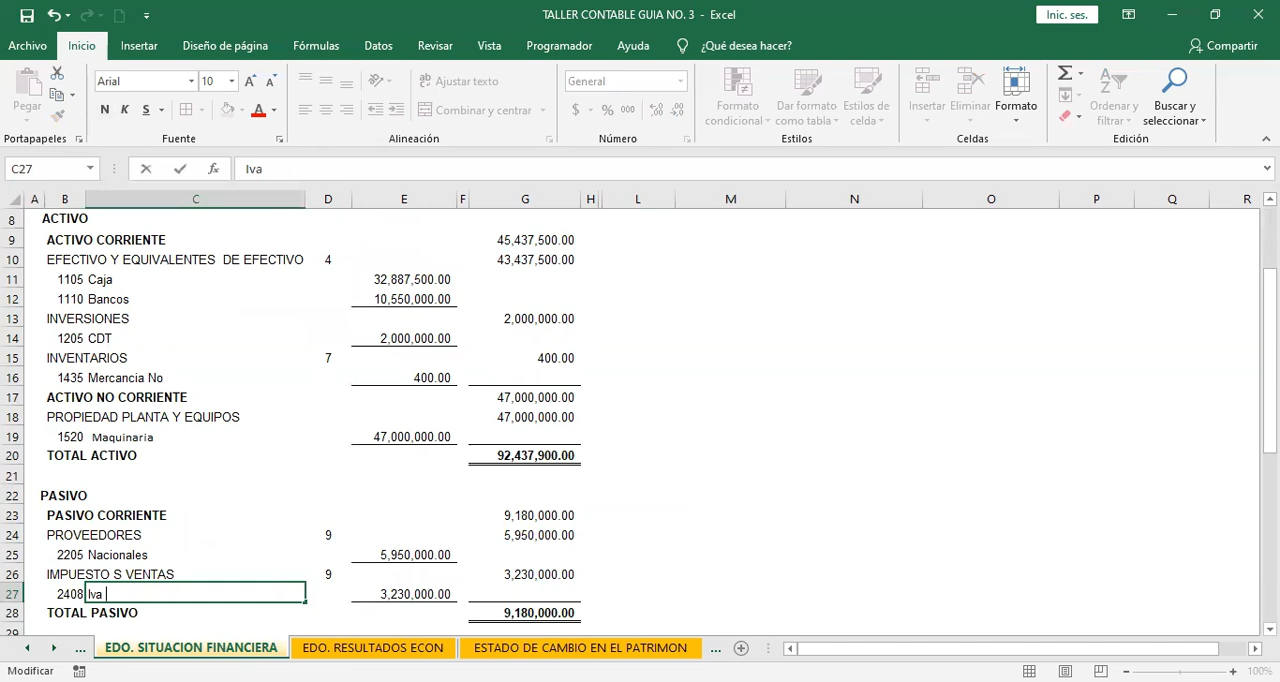 TALLER CONTABLE GUIA NO. 3 - Excel
Inic. ses.
Archivo Inicio Insertar Diseño de página Fórmulas Datos Revisar Vista Programador Ayuda ¿Qué desea hacer? Compartir
Pegar
Arial 10
N K S
Ajustar texto
Combinar y centrar
General
$ % 000
Formato condicional
Dar formato como tabla
Estilos de celda
Insertar Eliminar Formato
Ordenar y filtrar
Buscar y seleccionar
Portapapeles Fuente Alineación Número Estilos Celdas Edición
C27 fx Iva
A B C D E F G H L M N O P Q R
8 ACTIVO
9 ACTIVO CORRIENTE 45,437,500.00
10 EFECTIVO Y EQUIVALENTES DE EFECTIVO 4 43,437,500.00
11 1105 Caja 32,887,500.00
12 1110 Bancos 10,550,000.00
13 INVERSIONES 2,000,000.00
14 1205 CDT 2,000,000.00
15 INVENTARIOS 7 400.00
16 1435 Mercancia No 400.00
17 ACTIVO NO CORRIENTE 47,000,000.00
18 PROPIEDAD PLANTA Y EQUIPOS 47,000,000.00
19 1520 Maquinaria 47,000,000.00
20 TOTAL ACTIVO 92,437,900.00
21
22 PASIVO
23 PASIVO CORRIENTE 9,180,000.00
24 PROVEEDORES 9 5,950,000.00
25 2205 Nacionales 5,950,000.00
26 IMPUESTO S VENTAS 9 3,230,000.00
27 2408 Iva 3,230,000.00
28 TOTAL PASIVO 9,180,000.00
29
... EDO. SITUACION FINANCIERA EDO. RESULTADOS ECON ESTADO DE CAMBIO EN EL PATRIMON ...
Modificar 100%